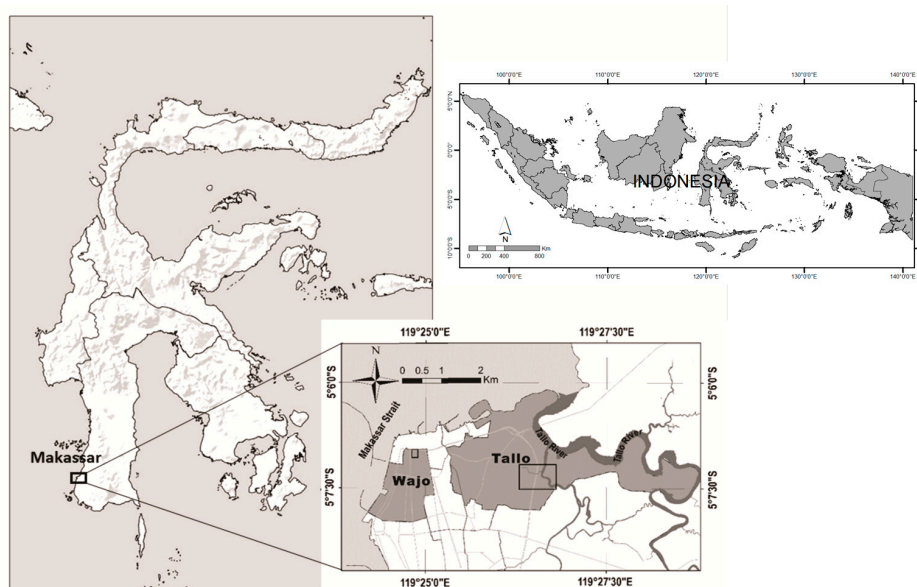 Makassar
100°0'0"E 110°0'0"E 120°0'0"E 130°0'0"E 140°0'0"E
5°0'0"N
0°0'0"
5°0'0"S
10°0'0"S
INDONESIA
N
0 200 400 800 Km
100°0'0"E 110°0'0"E 120°0'0"E 130°0'0"E 140°0'0"E
119°25'0"E 119°27'30"E
N
0 0.5 1 2
Km
5°6'0"S
5°6'0"S
Makassar Strait
Tallo River
Tallo River
Tallo
Wajo
5°7'30"S
5°7'30"S
119°25'0"E 119°27'30"E